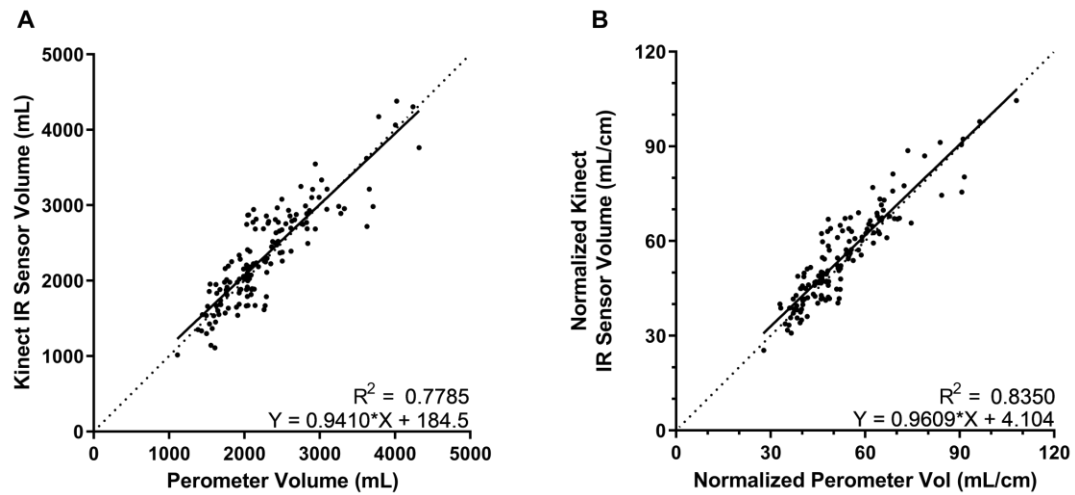 A
Kinect IR Sensor Volume (mL)
5000
4000
3000
2000
1000
0
0 1000 2000 3000 4000 5000
Perometer Volume (mL)
R² = 0.7785
Y = 0.9410*X + 184.5
B
Normalized Kinect
IR Sensor Volume (mL/cm)
120
90
60
30
0
0 30 60 90 120
Normalized Perometer Vol (mL/cm)
R² = 0.8350
Y = 0.9609*X + 4.104